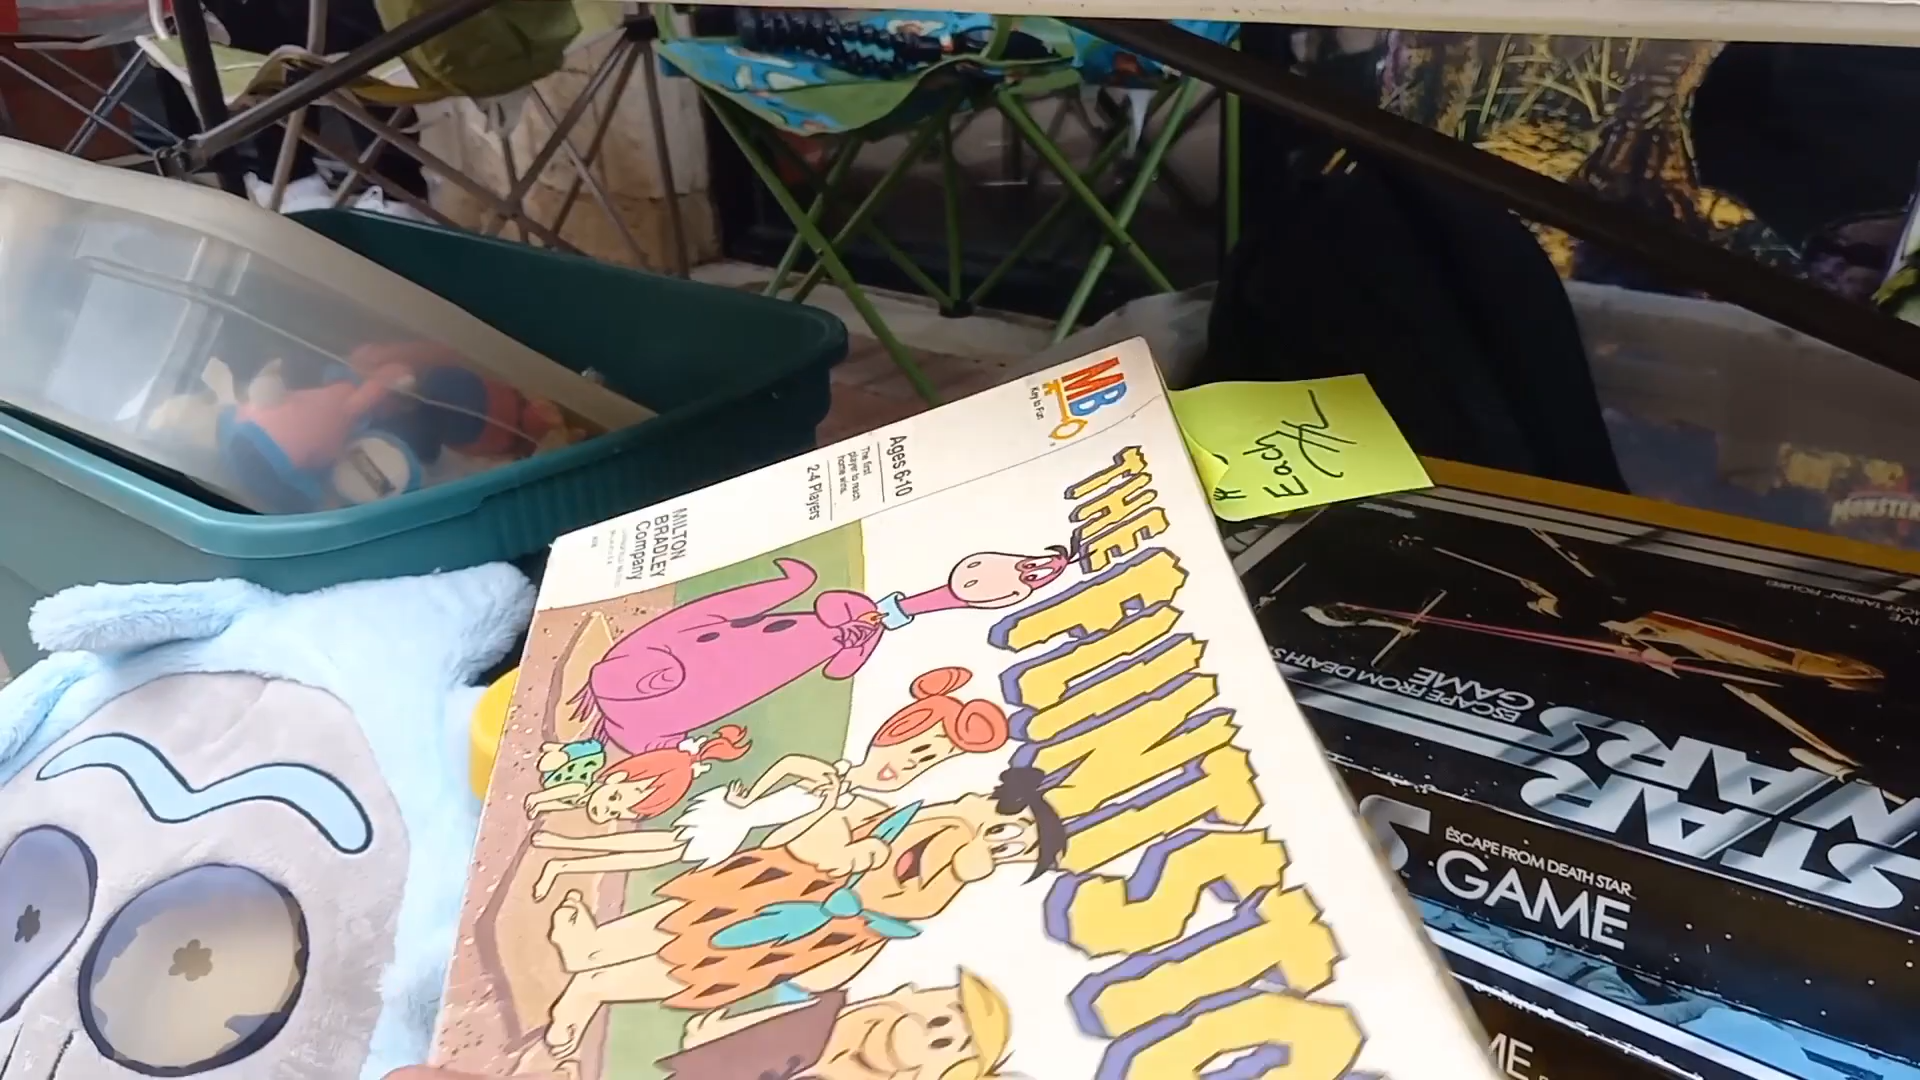 MB
Key to Fun
Ages 6-10
The first
player to reach
home wins.
2-4 Players
MILTON
BRADLEY
Company
THE FLINTSTO
Each
ESCAPE FROM DEATH S
GAME
STAR
WARS
ESCAPE FROM DEATH STAR
GAME
MONSTER